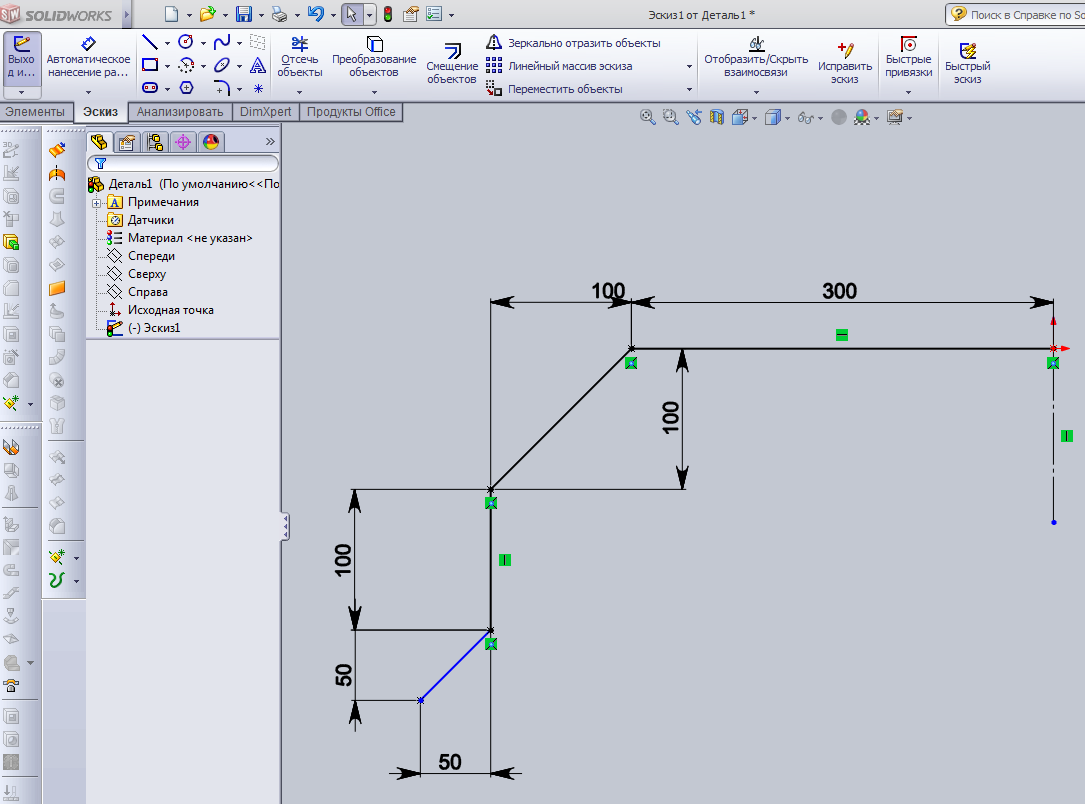 SW SOLIDWORKS
Эскиз1 от Деталь1 *
Поиск в Справке по So
Выхо
д и...
Автоматическое
нанесение ра...
Отсечь
объекты
Преобразование
объектов
Смещение
объектов
Зеркально отразить объекты
Линейный массив эскиза
Переместить объекты
Отобразить/Скрыть
взаимосвязи
Исправить
эскиз
Быстрые
привязки
Быстрый
эскиз
Элементы
Эскиз
Анализировать
DimXpert
Продукты Office
Деталь1 (По умолчанию<<По
Примечания
Датчики
Материал <не указан>
Спереди
Сверху
Справа
Исходная точка
(-) Эскиз1
100
300
100
100
50
50